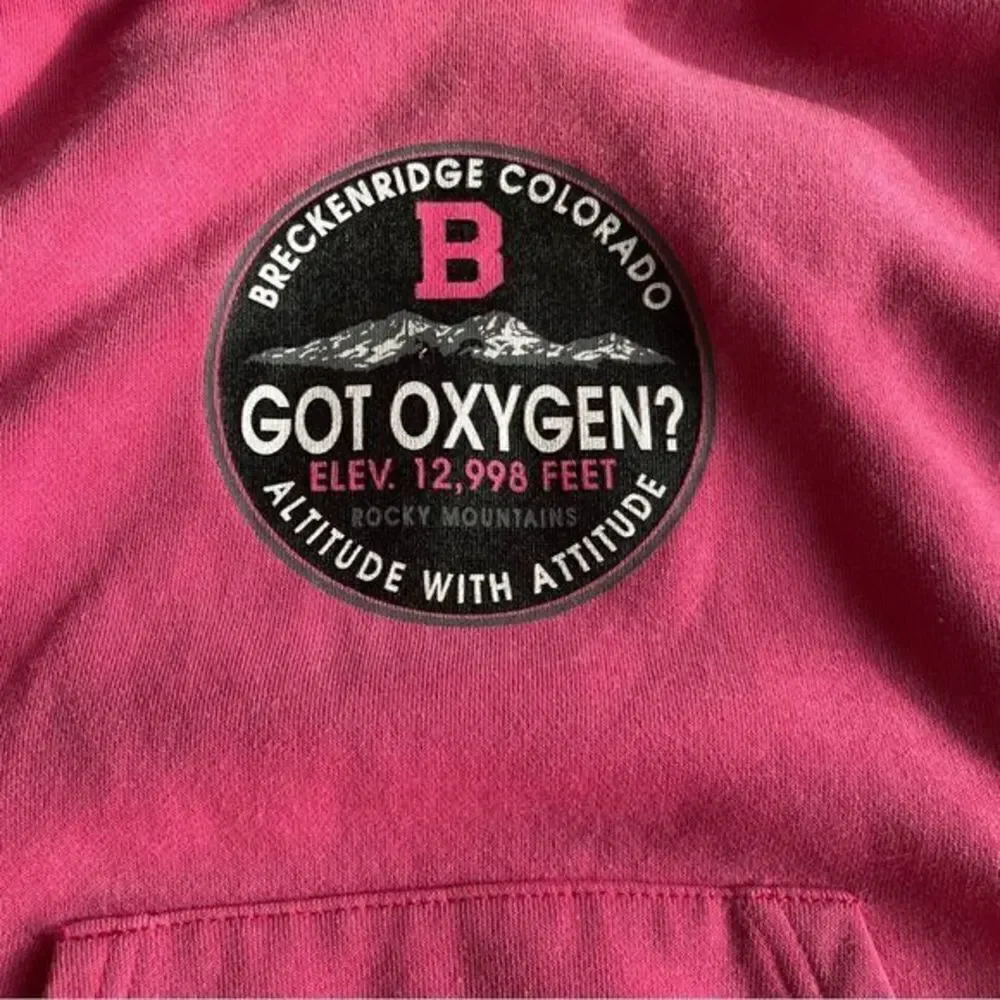 BRECKENRIDGE COLORADO
B
GOT OXYGEN?
ELEV. 12,998 FEET
ROCKY MOUNTAINS
ALTITUDE WITH ATTITUDE